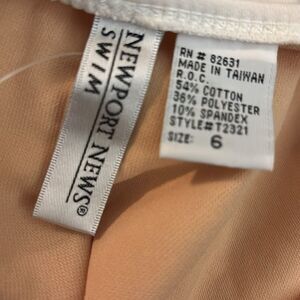 NEWPORT NEWS®
SWIM
RN # 82631
MADE IN TAIWAN
R.O.C.
54% COTTON
36% POLYESTER
10% SPANDEX
STYLE#T2321
SIZE: 6